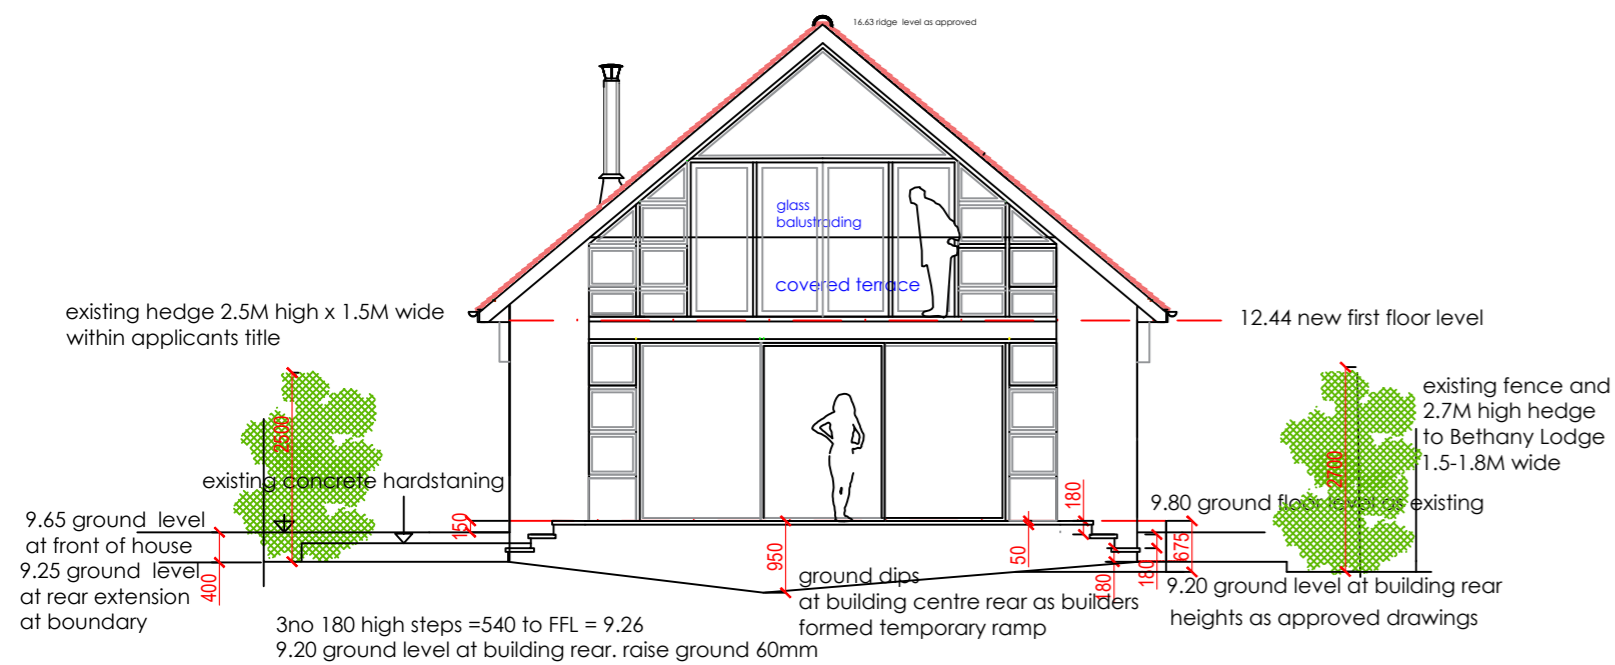 16.63 ridge level as approved
glass
balustrading
covered terrace
existing hedge 2.5M high x 1.5M wide
within applicants title
12.44 new first floor level
existing fence and
2.7M high hedge
to Bethany Lodge
1.5-1.8M wide
2500
2700
existing concrete hardstaning
9.80 ground floor level as existing
9.65 ground level
at front of house
9.25 ground level
at rear extension
at boundary
400
150
950
50
180
180
180
675
ground dips
at building centre rear as builders
formed temporary ramp
9.20 ground level at building rear
heights as approved drawings
3no 180 high steps =540 to FFL = 9.26
9.20 ground level at building rear. raise ground 60mm